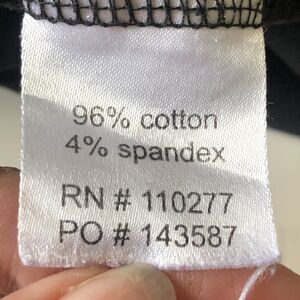 96% cotton
4% spandex
RN # 110277
PO # 143587